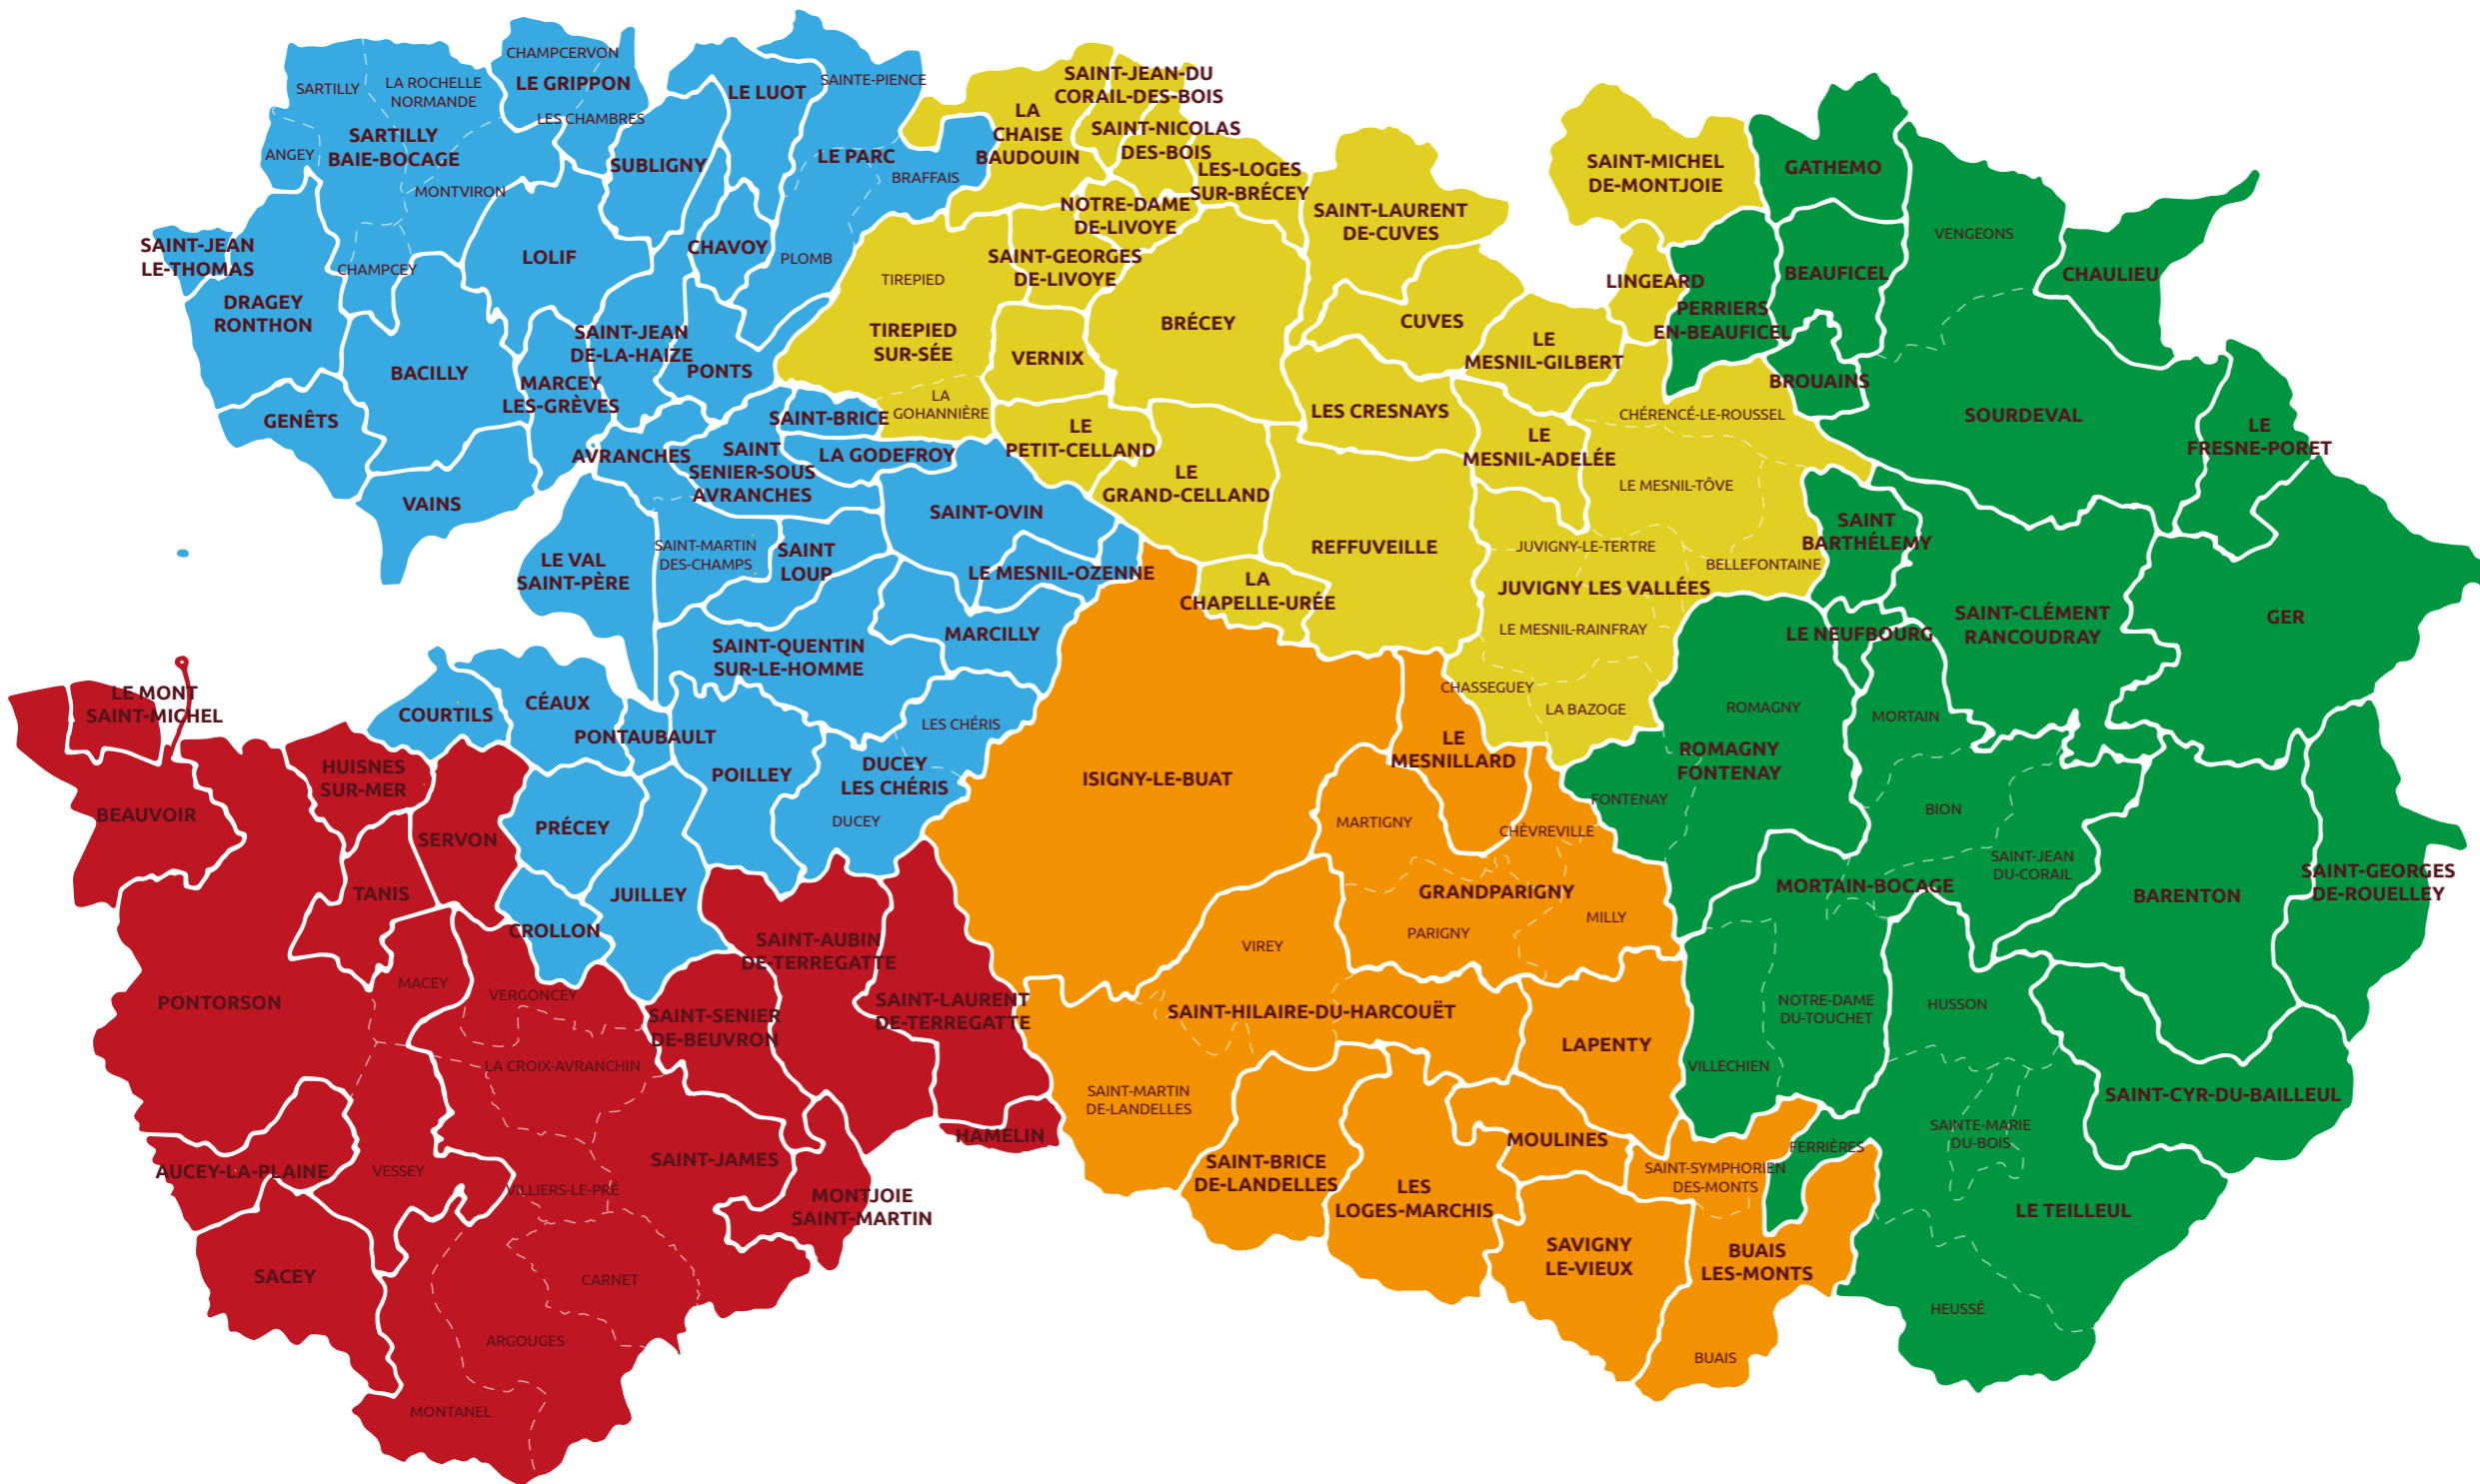 CHAMPCERVON
LE GRIPPON
LES CHAMBRES
SARTILLY
LA ROCHELLE
NORMANDE
SARTILLY
BAIE-BOCAGE
ANGEY
MONTVIRON
CHAMPCEY
SAINT-JEAN
LE-THOMAS
DRAGEY
RONTHON
GENÊTS
BACILLY
VAINS
LOLIF
SUBLIGNY
LE LUOT
SAINTE-PIENCE
LE PARC
BRAFFAIS
PLOMB
CHAVOY
SAINT-JEAN
DE-LA-HAIZE
PONTS
MARCEY
LES-GRÈVES
AVRANCHES
SAINT-BRICE
SAINT
SENIER-SOUS
AVRANCHES
LA GODEFROY
SAINT-OVIN
LE VAL
SAINT-PÈRE
SAINT-MARTIN
DES-CHAMPS
SAINT
LOUP
LE MESNIL-OZENNE
MARCILLY
SAINT-QUENTIN
SUR-LE-HOMME
COURTILS
CÉAUX
PONTAUBAULT
POILLEY
LES CHÉRIS
DUCEY
LES CHÉRIS
DUCEY
PRÉCEY
JUILLEY
CROLLON
SAINT-JEAN-DU
CORAIL-DES-BOIS
LA
CHAISE
BAUDOUIN
SAINT-NICOLAS
DES-BOIS
LES-LOGES
SUR-BRÉCEY
NOTRE-DAME
DE-LIVOYE
SAINT-GEORGES
DE-LIVOYE
SAINT-LAURENT
DE-CUVES
TIREPIED
TIREPIED
SUR-SÉE
LA
GOHANNIÈRE
VERNIX
BRÉCEY
CUVES
LE
MESNIL-GILBERT
LINGEARD
SAINT-MICHEL
DE-MONTJOIE
LE
PETIT-CELLAND
LE
GRAND-CELLAND
LES CRESNAYS
LE
MESNIL-ADELÉE
CHÉRENCÉ-LE-ROUSSEL
LE MESNIL-TÔVE
REFFUVEILLE
LA
CHAPELLE-URÉE
JUVIGNY-LE-TERTRE
BELLEFONTAINE
JUVIGNY LES VALLÉES
LE MESNIL-RAINFRAY
CHASSEGUEY
LA BAZOGE
GATHEMO
VENGEONS
PERRIERS
EN-BEAUFICEL
BEAUFICEL
CHAULIEU
BROUAINS
SOURDEVAL
LE
FRESNE-PORET
SAINT
BARTHÉLEMY
LE NEUFBOURG
SAINT-CLÉMENT
RANCOUDRAY
GER
ROMAGNY
ROMAGNY
FONTENAY
FONTENAY
MORTAIN
BION
SAINT-JEAN
DU-CORAIL
MORTAIN-BOCAGE
BARENTON
SAINT-GEORGES
DE-ROUELLEY
NOTRE-DAME
DU-TOUCHET
VILLECHIEN
HUSSON
SAINT-CYR-DU-BAILLEUL
SAINTE-MARIE
DU-BOIS
FERRIÈRES
LE TEILLEUL
HEUSSÉ
ISIGNY-LE-BUAT
LE
MESNILLARD
MARTIGNY
CHÈVREVILLE
GRANDPARIGNY
MILLY
PARIGNY
VIREY
SAINT-HILAIRE-DU-HARCOUËT
LAPENTY
SAINT-MARTIN
DE-LANDELLES
SAINT-BRICE
DE-LANDELLES
LES
LOGES-MARCHIS
MOULINES
SAINT-SYMPHORIEN
DES-MONTS
SAVIGNY
LE-VIEUX
BUAIS
LES-MONTS
BUAIS
LE MONT
SAINT-MICHEL
BEAUVOIR
HUISNES
SUR-MER
SERVON
TANIS
PONTORSON
MACEY
VERGONCEY
LA CROIX-AVRANCHIN
SAINT-AUBIN
DE-TERREGATTE
SAINT-SENIER
DE-BEUVRON
SAINT-LAURENT
DE-TERREGATTE
HAMELIN
AUCEY-LA-PLAINE
VESSEY
VILLIERS-LE-PRÉ
SAINT-JAMES
MONTJOIE
SAINT-MARTIN
SACEY
CARNET
ARGOUGES
MONTANEL